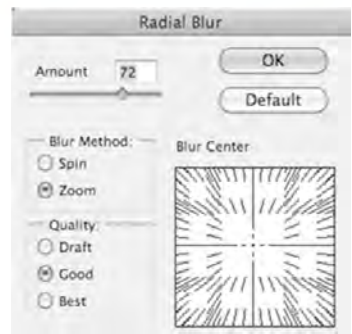 Radial Blur
Amount 72
OK
Default
Blur Method:
Spin
Zoom
Quality:
Draft
Good
Best
Blur Center